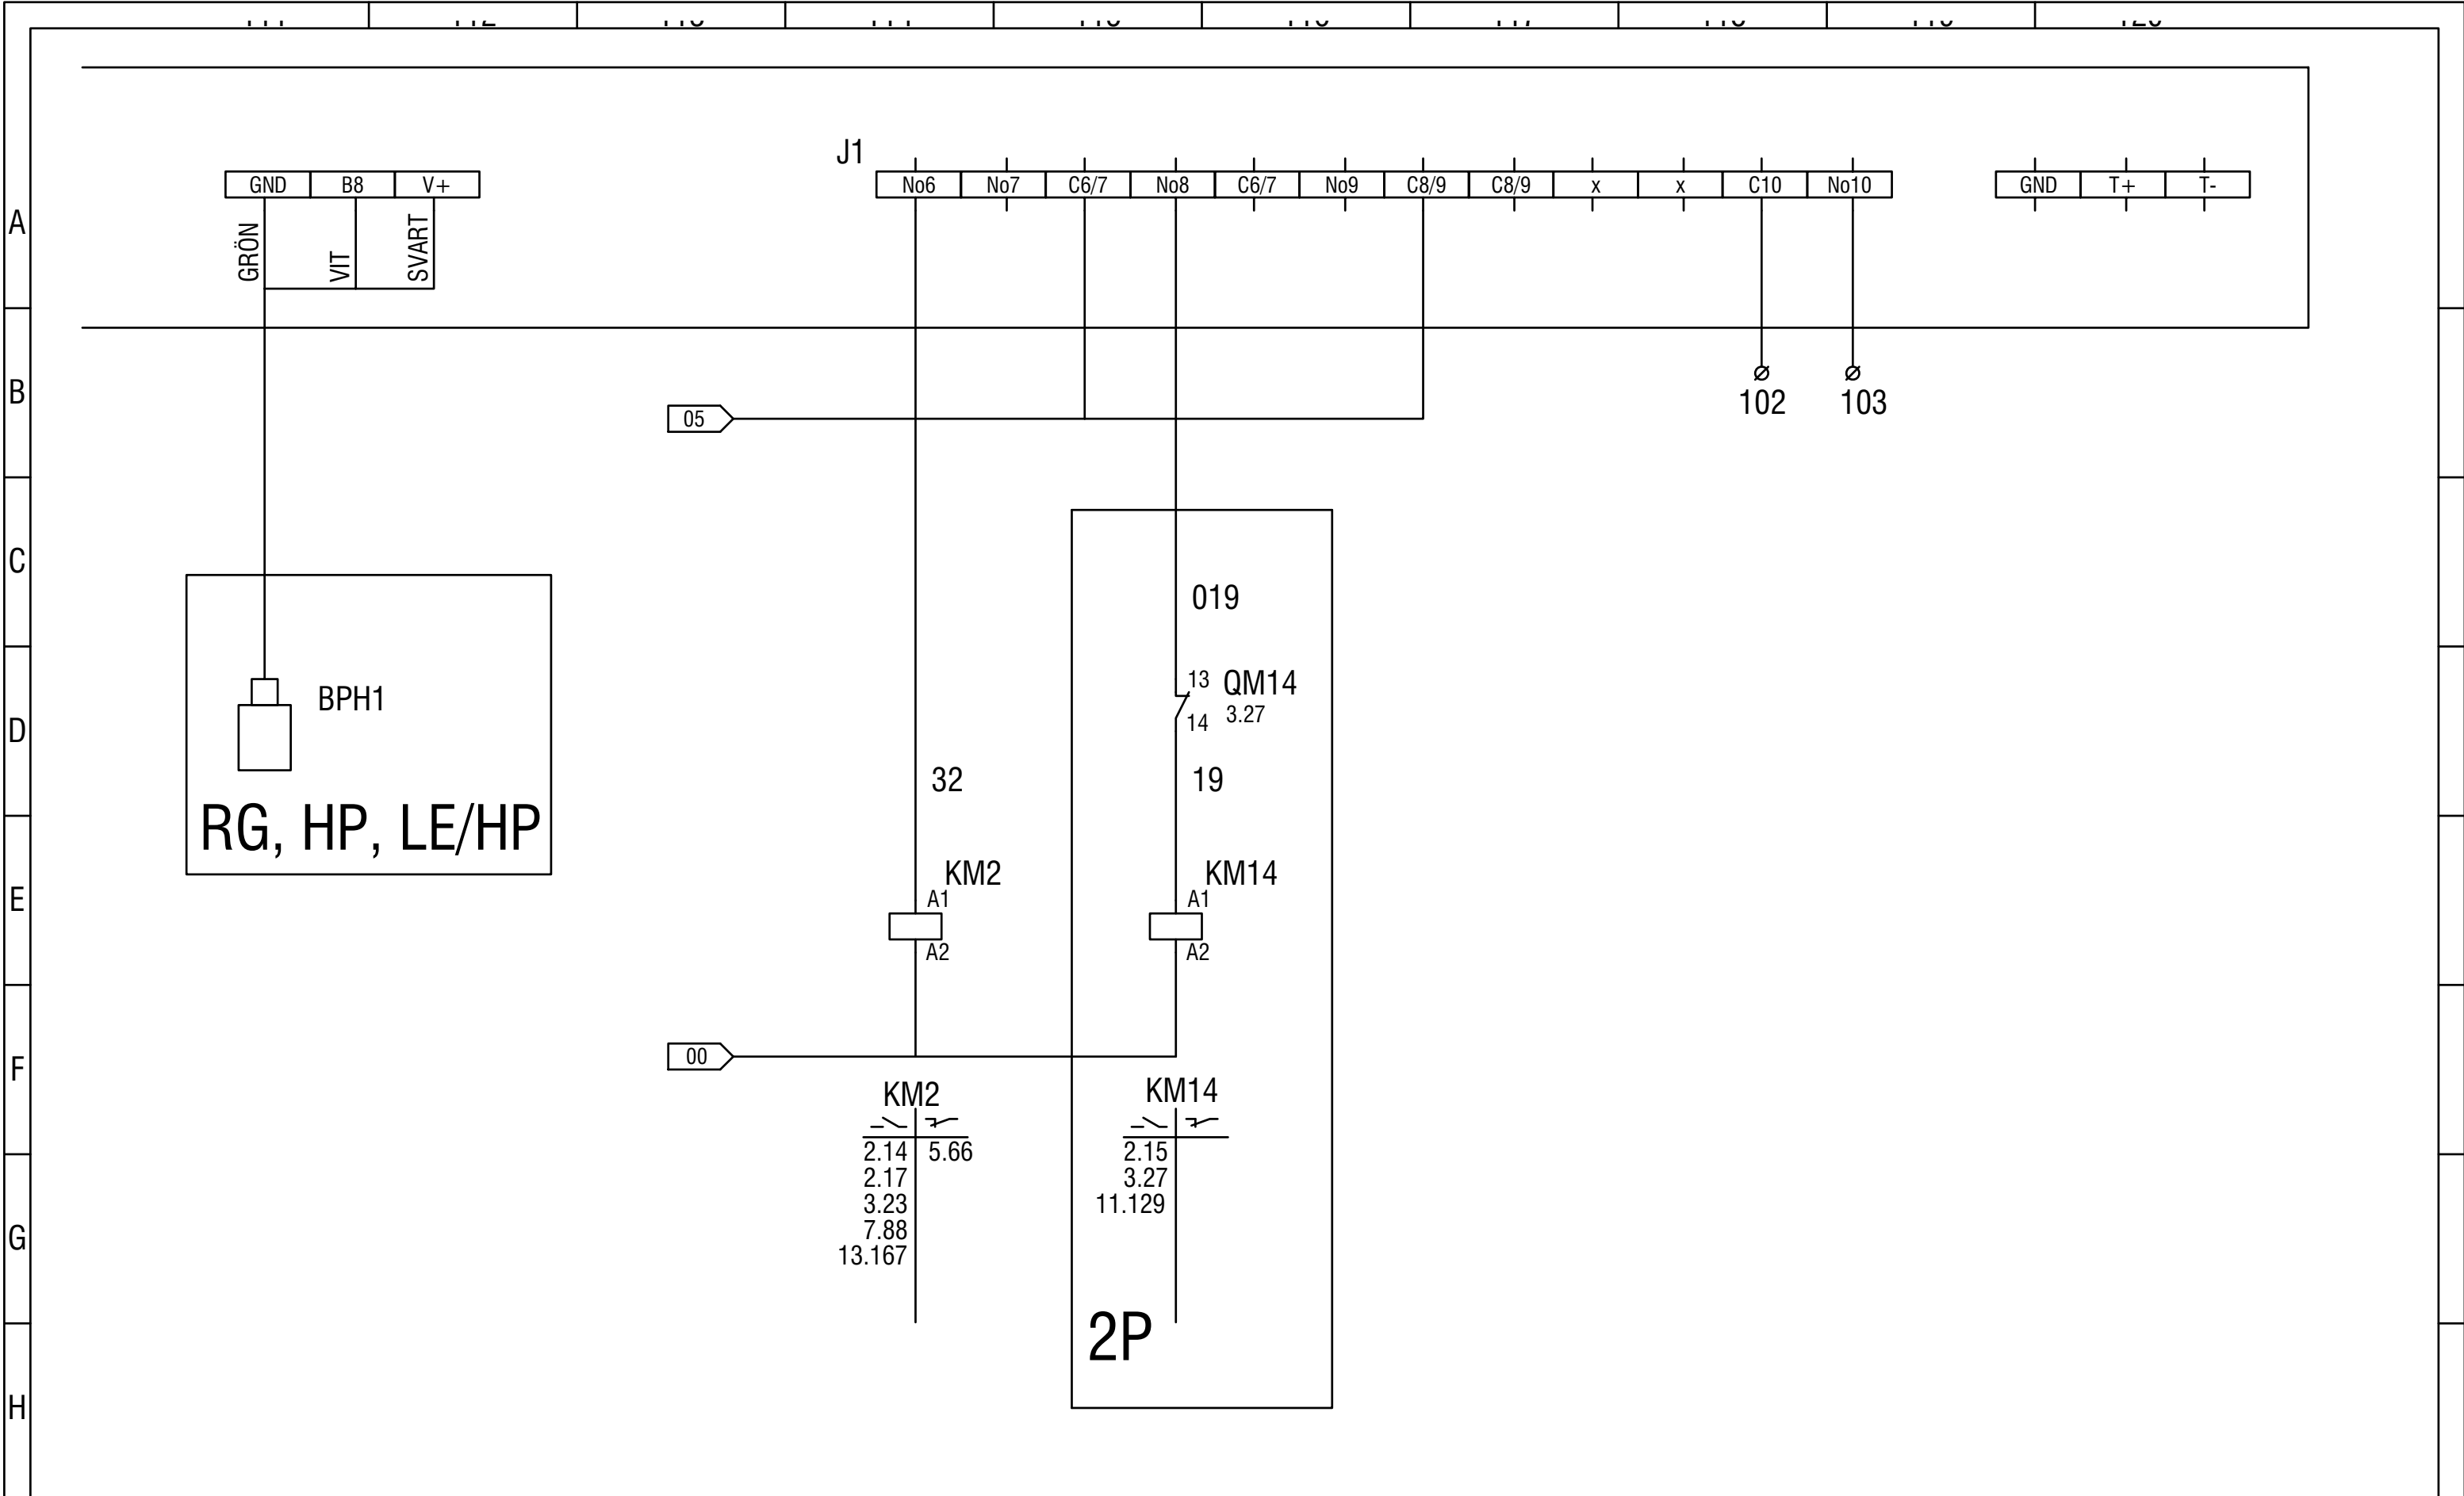 J1
GND B8 V+
No6 No7 C6/7 No8 C6/7 No9 C8/9 C8/9 x x C10 No10
GND T+ T-
A
GRÖN
VIT
SVART
B
05
102 103
C
019
D
BPH1
13 QM14
14 3.27
32
19
RG, HP, LE/HP
E
KM2
A1
A2
KM14
A1
A2
F
00
KM2
2.14 5.66
2.17
3.23
7.88
13.167
KM14
2.15
3.27
11.129
G
2P
H